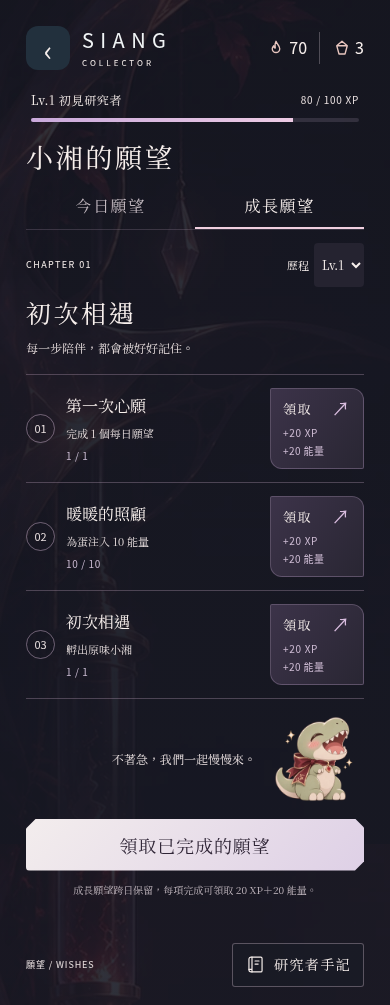 SIANG
COLLECTOR
70
3
Lv.1 初見研究者
80 / 100 XP
小湘的願望
今日願望
成長願望
CHAPTER 01
歷程
Lv.1
初次相遇
每一步陪伴，都會被好好記住。
01
第一次心願
完成 1 個每日願望
1 / 1
領取
+20 XP
+20 能量
02
暖暖的照顧
為蛋注入 10 能量
10 / 10
領取
+20 XP
+20 能量
03
初次相遇
孵出原味小湘
1 / 1
領取
+20 XP
+20 能量
不著急，我們一起慢慢來。
領取已完成的願望
成長願望跨日保留，每項完成可領取 20 XP＋20 能量。
願望 / WISHES
研究者手記